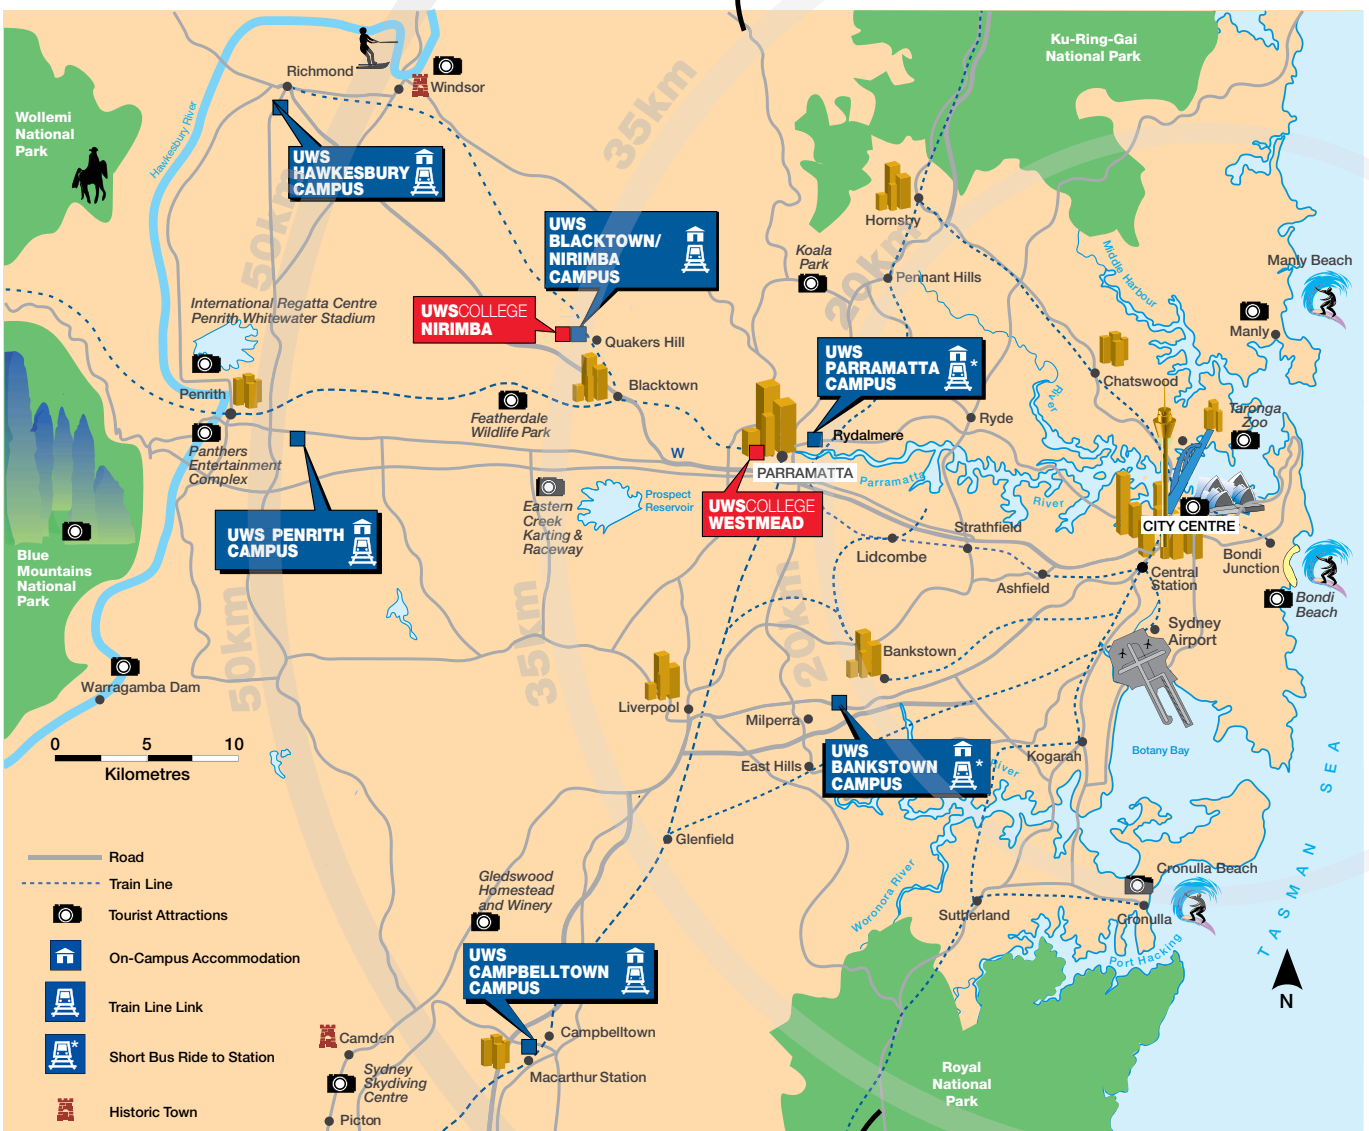 Ku-Ring-Gai
National Park
35km
Richmond
Windsor
Wollemi
National
Park
Hawkesbury River
UWS
HAWKESBURY
CAMPUS
50km
UWS
BLACKTOWN/
NIRIMBA
CAMPUS
Hornsby
20km
Koala
Park
Pennant Hills
Middle Harbour
Manly Beach
International Regatta Centre
Penrith Whitewater Stadium
UWSCOLLEGE
NIRIMBA
Quakers Hill
Manly
UWS
PARRAMATTA
CAMPUS
*
Chatswood
Penrith
Blacktown
River
Featherdale
Wildlife Park
Ryde
Taronga
Zoo
Rydalmere
Panthers
Entertainment
Complex
W
PARRAMATTA
Parramatta
River
Eastern
Creek
Karting &
Raceway
Prospect
Reservoir
UWSCOLLEGE
WESTMEAD
CITY CENTRE
Strathfield
UWS PENRITH
CAMPUS
Lidcombe
Bondi
Junction
Blue
Mountains
National
Park
Ashfield
Central
Station
Bondi
Beach
50km
35km
20km
Sydney
Airport
Bankstown
Warragamba Dam
Liverpool
Milperra
0 5 10
Kilometres
East Hills
UWS
BANKSTOWN
CAMPUS
*
River
Kogarah
Botany Bay
TASMAN SEA
Glenfield
Road
Train Line
Tourist Attractions
On-Campus Accommodation
Train Line Link
*
Short Bus Ride to Station
Historic Town
Gledswood
Homestead
and Winery
Woronora River
Cronulla Beach
Sutherland
Cronulla
Port Hacking
UWS
CAMPBELLTOWN
CAMPUS
N
Camden
Campbelltown
Macarthur Station
Sydney
Skydiving
Centre
Picton
Royal
National
Park